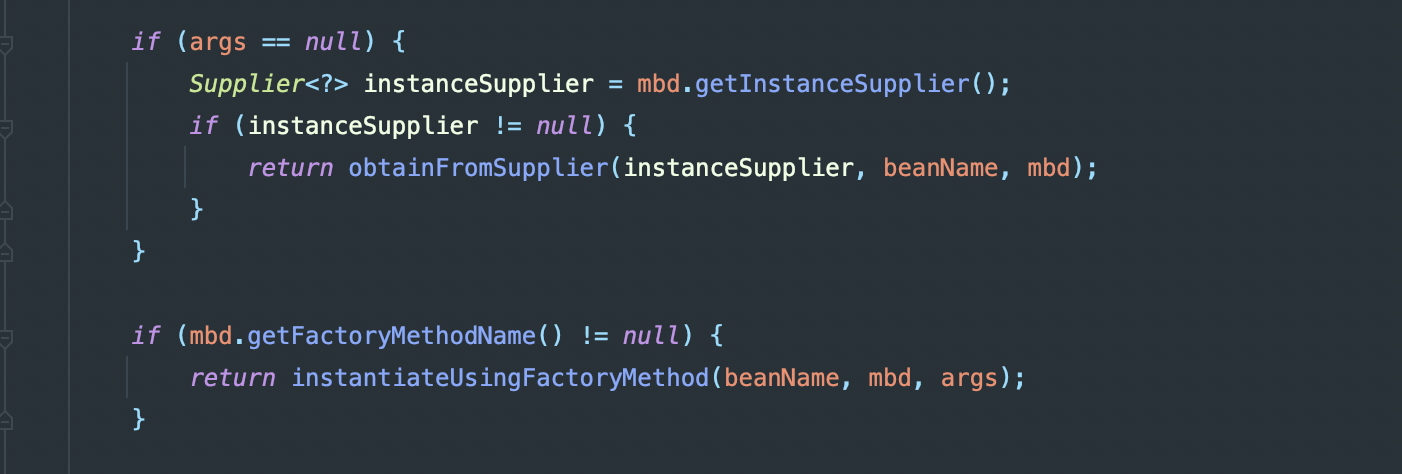 if (args == null) {
Supplier<?> instanceSupplier = mbd.getInstanceSupplier();
if (instanceSupplier != null) {
return obtainFromSupplier(instanceSupplier, beanName, mbd);
}
}
if (mbd.getFactoryMethodName() != null) {
return instantiateUsingFactoryMethod(beanName, mbd, args);
}